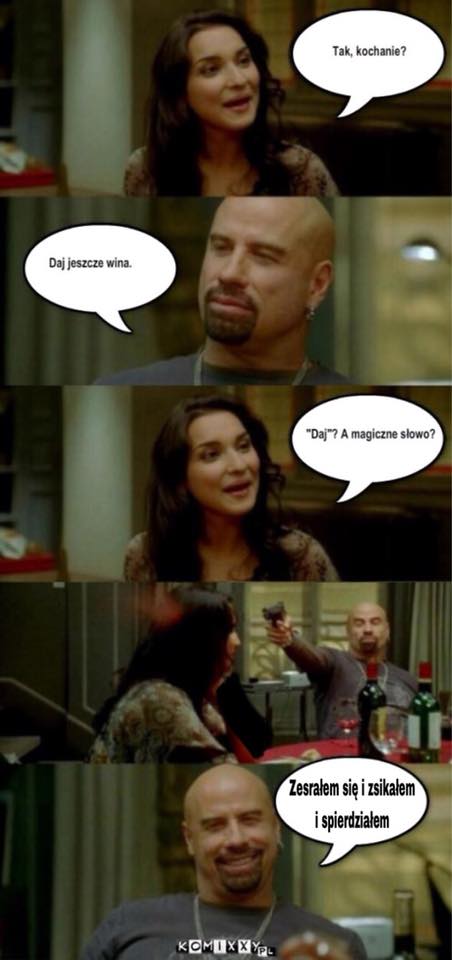 Tak, kochanie?
Daj jeszcze wina.
"Daj"? A magiczne słowo?
Zesrałem się i zsikałem
i spierdziałem
KOMIXXY.PL